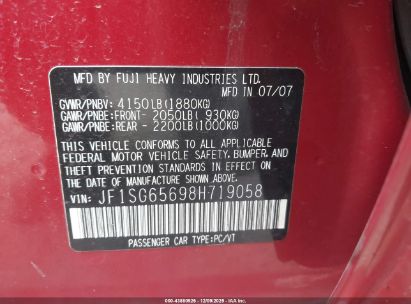 MFD BY FUJI HEAVY INDUSTRIES LTD.
MFD IN 07/07
GVWR/PNBV: 4150LB(1880KG)
GAWR/PNBE:FRONT- 2050LB( 930KG)
GAWR/PNBE:REAR - 2200LB(1000KG)
THIS VEHICLE CONFORMS TO ALL APPLICABLE
FEDERAL MOTOR VEHICLE SAFETY, BUMPER,
AND THEFT PREVENTION STANDARDS IN EFFECT
ON THE DATE OF MANUFACTURE SHOWN ABOVE.
VIN: JF1SG65698H719058
PASSENGER CAR TYPE:PC/VT